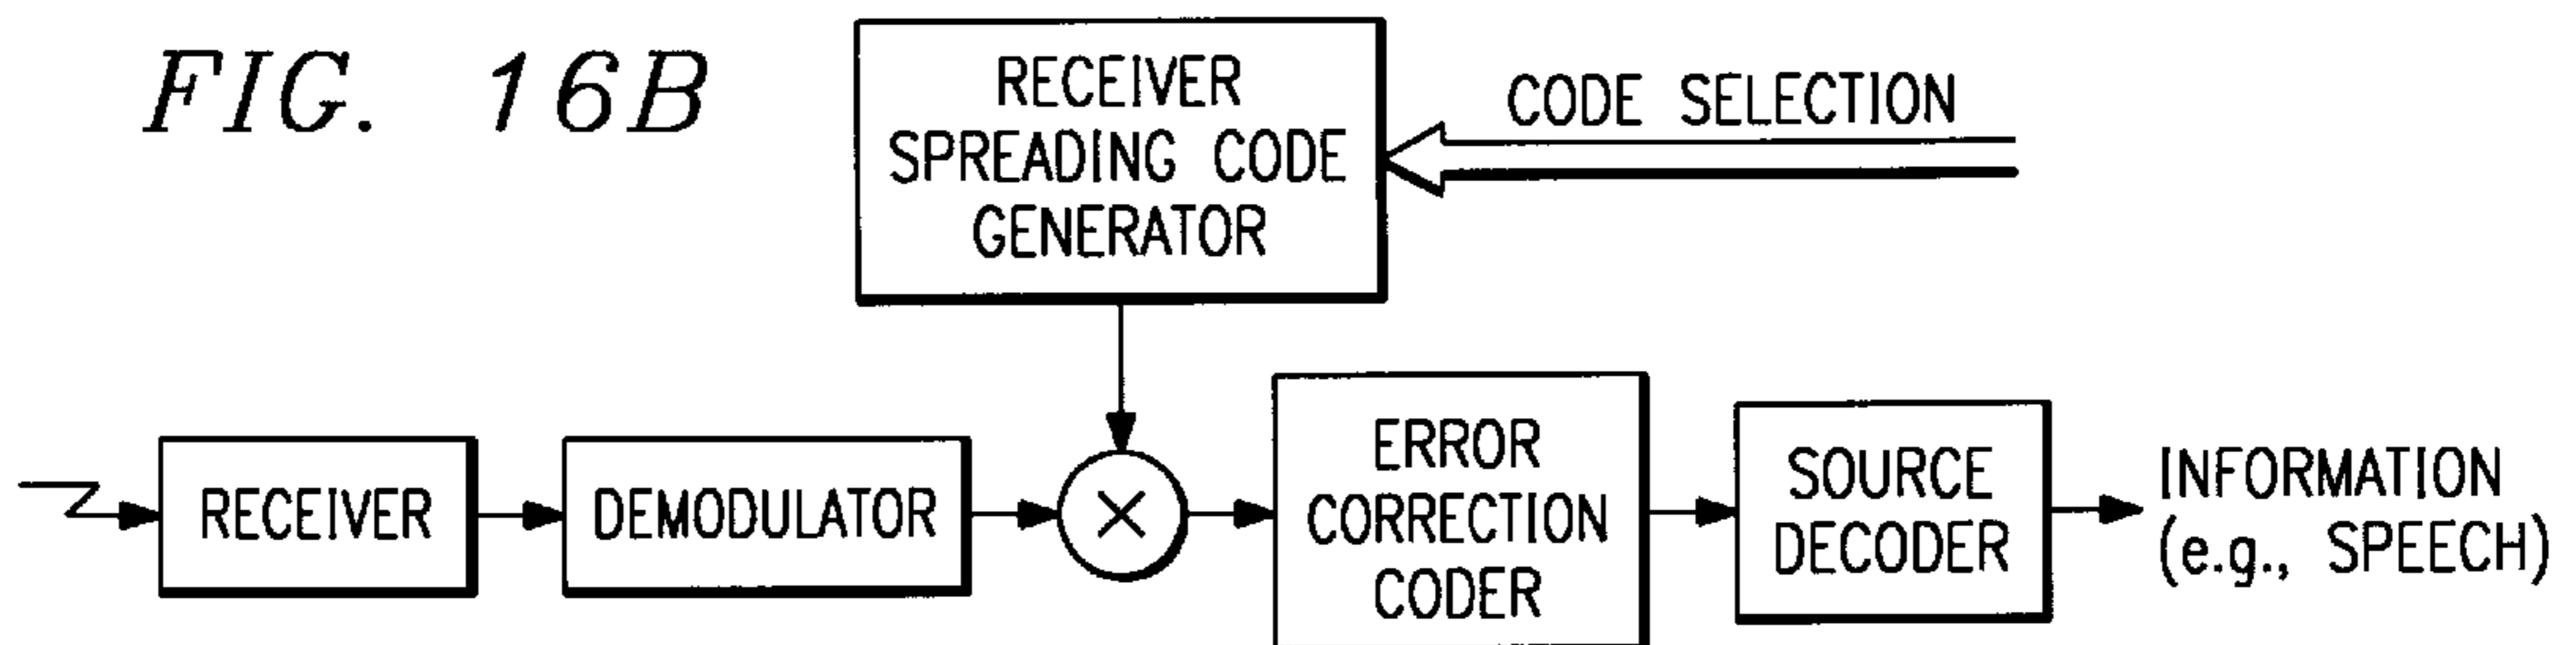 FIG. 16B
RECEIVER
SPREADING CODE
GENERATOR
CODE SELECTION
RECEIVER
DEMODULATOR
×
ERROR
CORRECTION
CODER
SOURCE
DECODER
INFORMATION
(e.g., SPEECH)